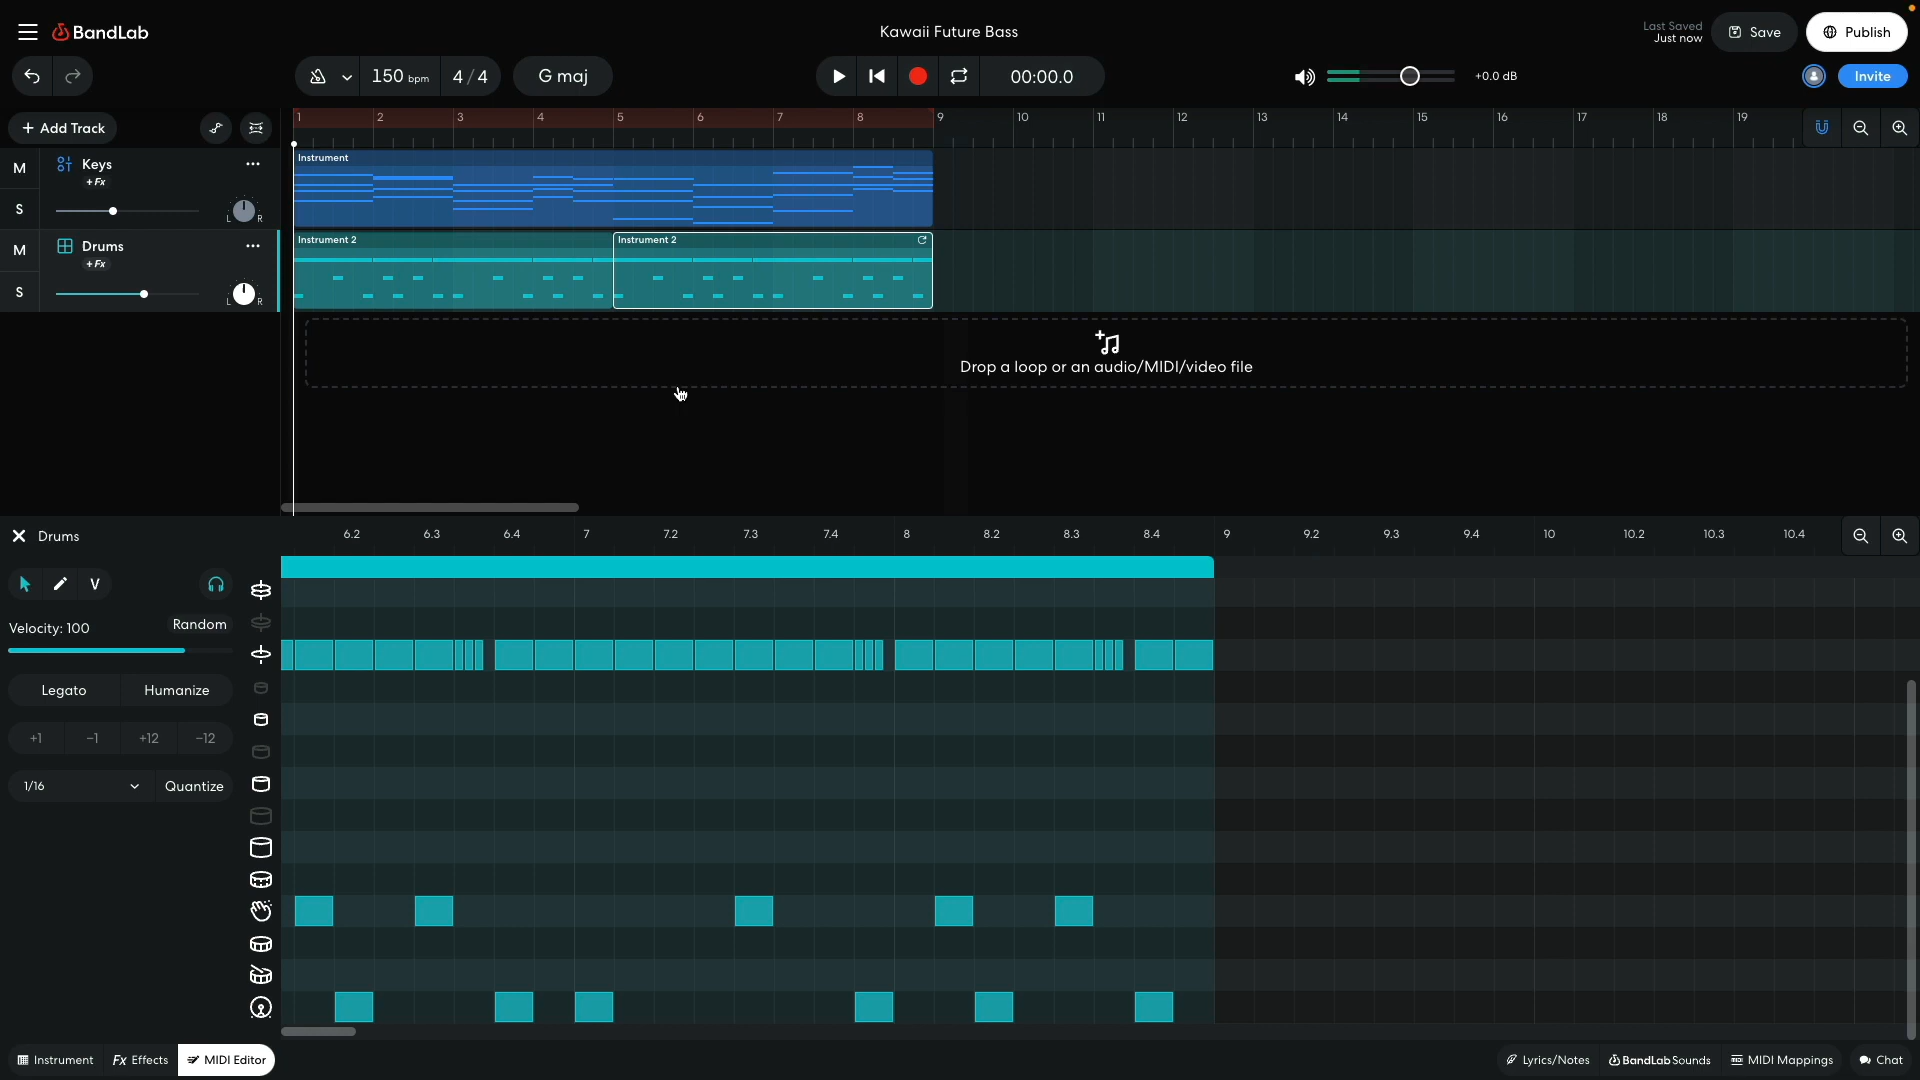 BandLab
Kawaii Future Bass
Last Saved
Just now
Save
Publish
150 bpm
4/4
G maj
00:00.0
+0.0 dB
Invite
+ Add Track
1 2 3 4 5 6 7 8 9 10 11 12 13 14 15 16 17 18 19
M
Keys
+Fx
S
L R
Instrument
M
Drums
+Fx
S
L R
Instrument 2
Instrument 2
Drop a loop or an audio/MIDI/video file
Drums
6.2 6.3 6.4 7 7.2 7.3 7.4 8 8.2 8.3 8.4 9 9.2 9.3 9.4 10 10.2 10.3 10.4
V
Velocity: 100
Random
Legato
Humanize
+1 -1 +12 -12
1/16
Quantize
Instrument
Fx Effects
MIDI Editor
Lyrics/Notes
BandLab Sounds
MIDI Mappings
Chat